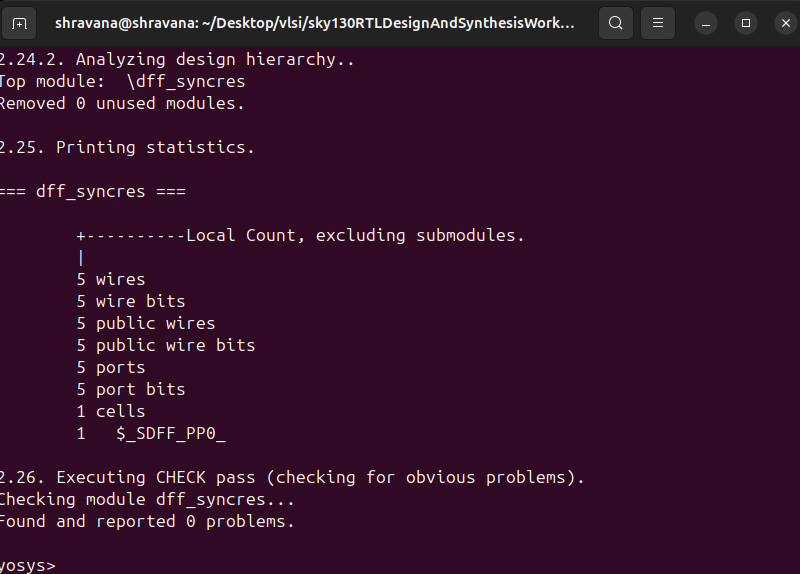 shravana@shravana: ~/Desktop/vlsi/sky130RTLDesignAndSynthesisWork...
2.24.2. Analyzing design hierarchy..
Top module:  \dff_syncres
Removed 0 unused modules.
2.25. Printing statistics.
=== dff_syncres ===
+----------Local Count, excluding submodules.
|
5 wires
5 wire bits
5 public wires
5 public wire bits
5 ports
5 port bits
1 cells
1   $_SDFF_PP0_
2.26. Executing CHECK pass (checking for obvious problems).
Checking module dff_syncres...
Found and reported 0 problems.
yosys>